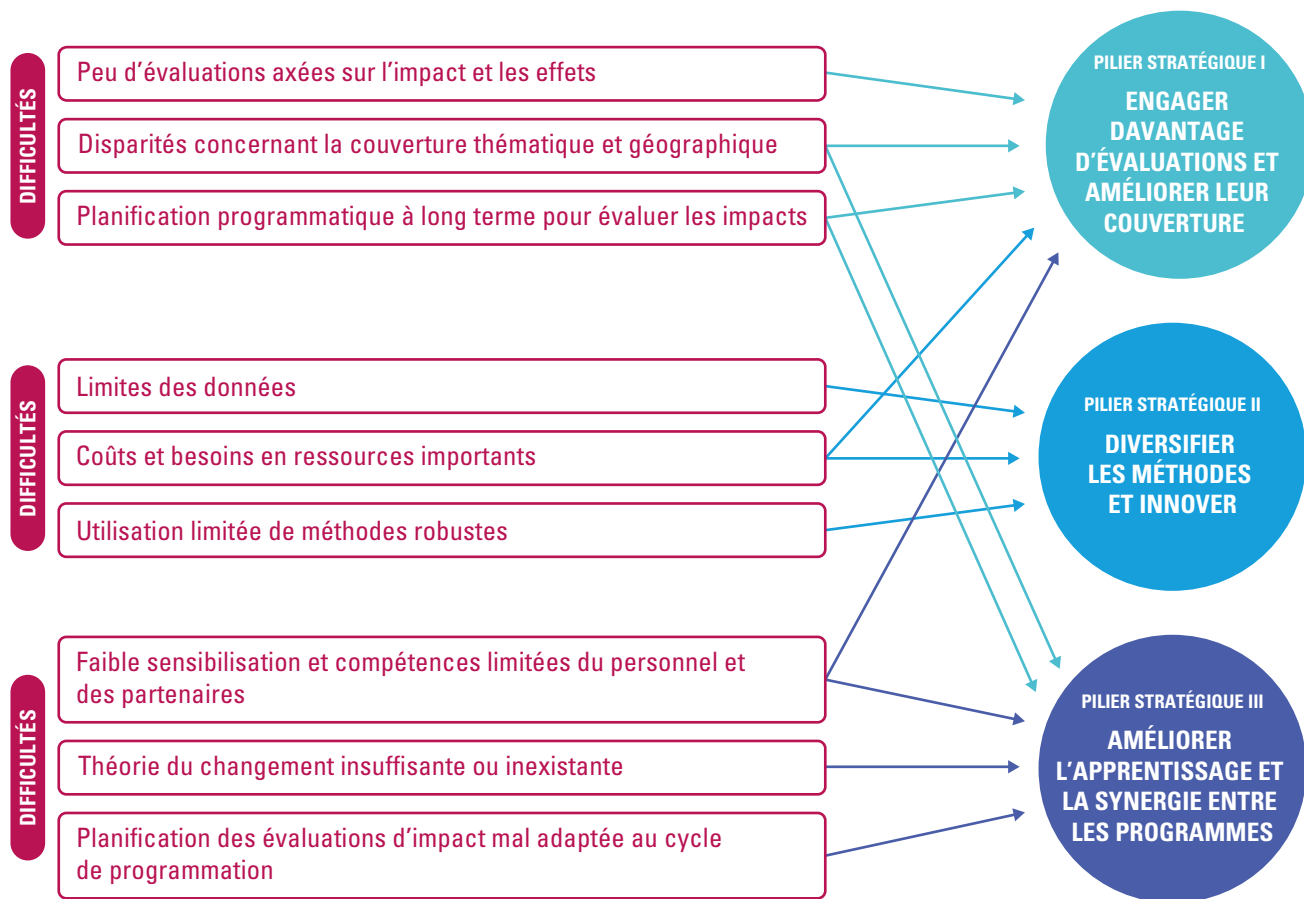 DIFFICULTÉS
Peu d'évaluations axées sur l'impact et les effets
Disparités concernant la couverture thématique et géographique
Planification programmatique à long terme pour évaluer les impacts
PILIER STRATÉGIQUE I
ENGAGER
DAVANTAGE
D'ÉVALUATIONS ET
AMÉLIORER LEUR
COUVERTURE
DIFFICULTÉS
Limites des données
Coûts et besoins en ressources importants
Utilisation limitée de méthodes robustes
PILIER STRATÉGIQUE II
DIVERSIFIER
LES MÉTHODES
ET INNOVER
DIFFICULTÉS
Faible sensibilisation et compétences limitées du personnel et
des partenaires
Théorie du changement insuffisante ou inexistante
Planification des évaluations d'impact mal adaptée au cycle
de programmation
PILIER STRATÉGIQUE III
AMÉLIORER
L'APPRENTISSAGE ET
LA SYNERGIE ENTRE
LES PROGRAMMES